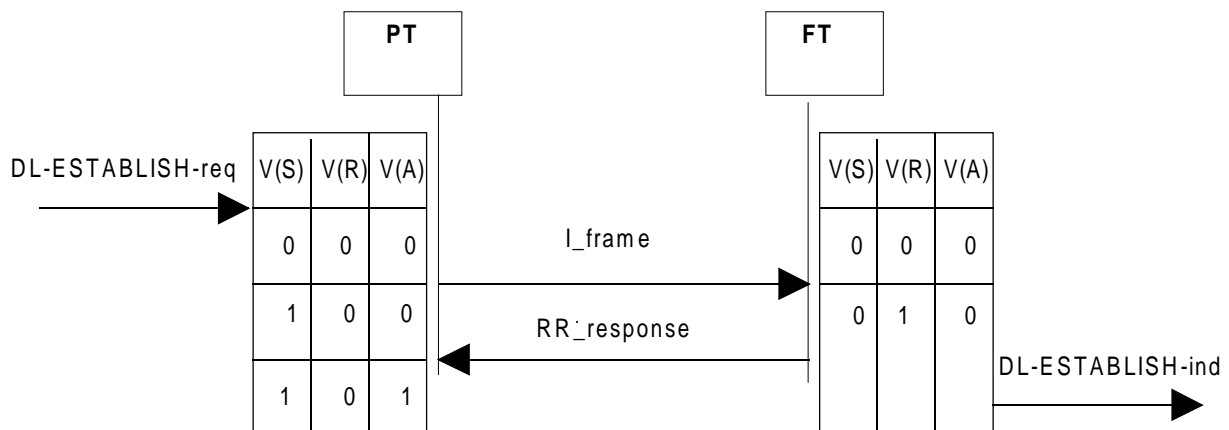 PT FT
DL-ESTABLISH-req V(S) V(R) V(A) V(S) V(R) V(A)
0 0 0 I_frame 0 0 0
1 0 0 RR_response 0 1 0
1 0 1 DL-ESTABLISH-ind